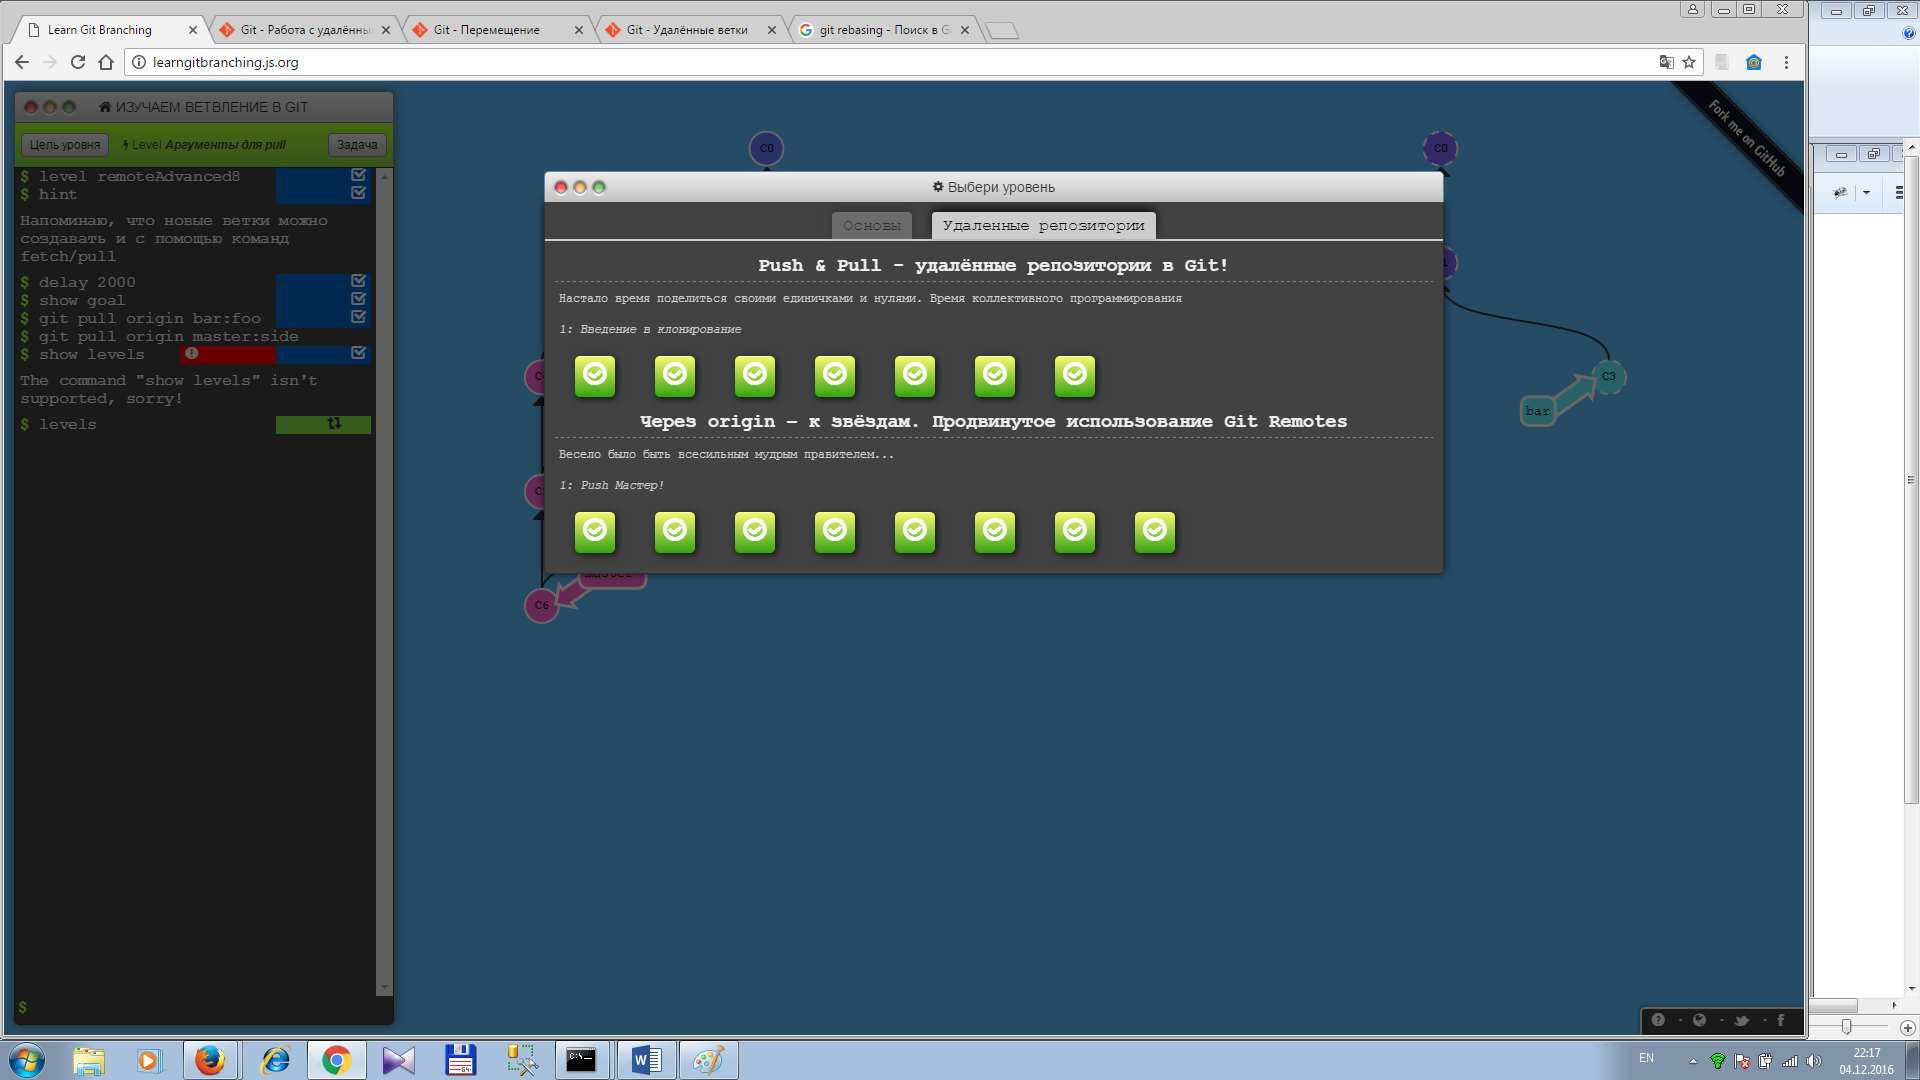 Learn Git Branching
Git - Работа с удалённы
Git - Перемещение
Git - Удалённые ветки
git rebasing - Поиск в G
learngitbranching.js.org
Fork me on GitHub
ИЗУЧАЕМ ВЕТВЛЕНИЕ В GIT
Цель уровня
Level Аргументы для pull
Задача
$ level remoteAdvanced8
$ hint
Напоминаю, что новые ветки можно
создавать и с помощью команд
fetch/pull
$ delay 2000
$ show goal
$ git pull origin bar:foo
$ git pull origin master:side
$ show levels
The command "show levels" isn't
supported, sorry!
$ levels
$
C0
C0
Выбери уровень
Основы
Удаленные репозитории
Push & Pull - удалённые репозитории в Git!
Настало время поделиться своими единичками и нулями. Время коллективного программирования
1: Введение в клонирование
Через origin – к звёздам. Продвинутое использование Git Remotes
Весело было быть всесильным мудрым правителем...
1: Push Мастер!
C3
bar
master
C6
64
C:\
EN
22:17
04.12.2016